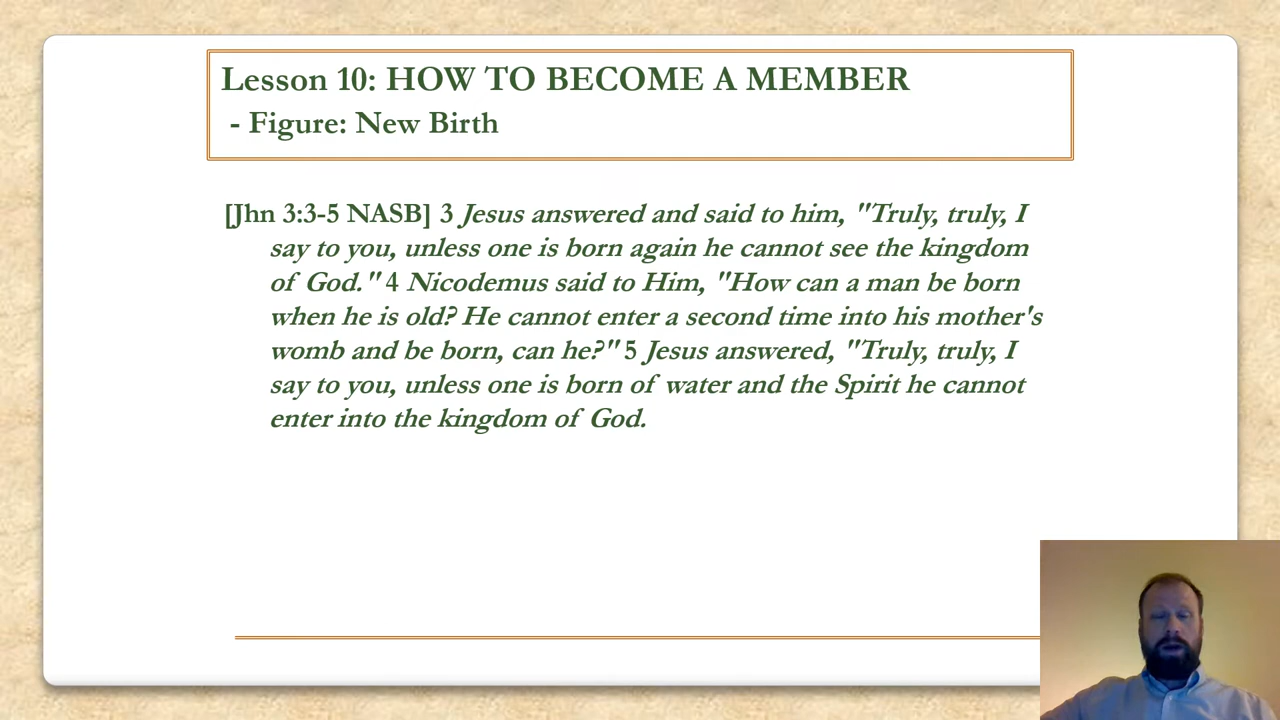 Lesson 10: HOW TO BECOME A MEMBER
- Figure: New Birth
[Jhn 3:3-5 NASB] 3 Jesus answered and said to him, "Truly, truly, I
say to you, unless one is born again he cannot see the kingdom
of God." 4 Nicodemus said to Him, "How can a man be born
when he is old? He cannot enter a second time into his mother's
womb and be born, can he?" 5 Jesus answered, "Truly, truly, I
say to you, unless one is born of water and the Spirit he cannot
enter into the kingdom of God.